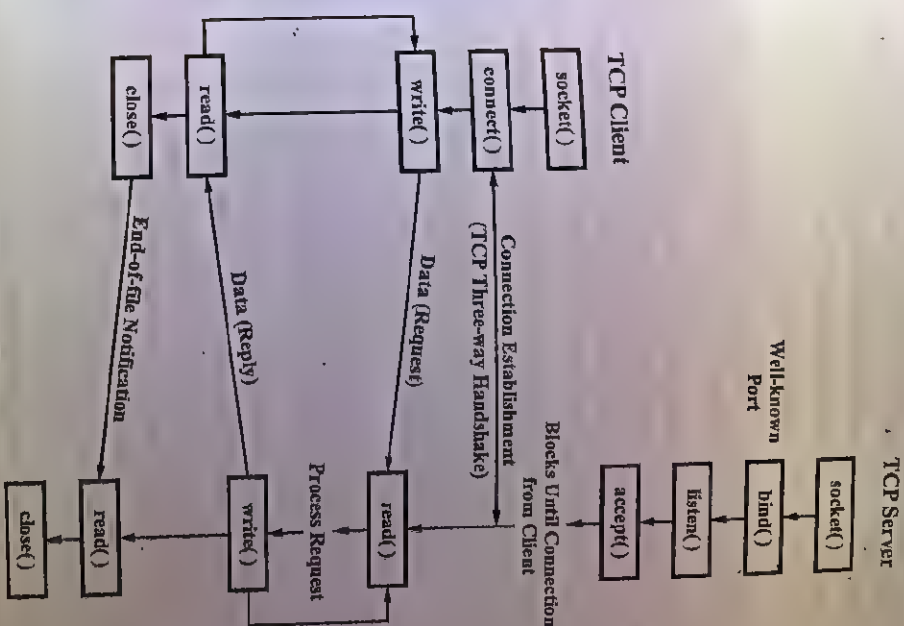 TCP Server
socket()
Well-known
Port
bind()
listen()
accept()
Blocks Until Connection
from Client
TCP Client
socket()
connect()
Connection Establishment
(TCP Three-way Handshake)
write()
Data (Request)
read()
Process Request
write()
Data (Reply)
read()
close()
End-of-file Notification
read()
close()